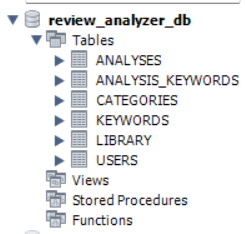 review_analyzer_db
Tables
ANALYSES
ANALYSIS_KEYWORDS
CATEGORIES
KEYWORDS
LIBRARY
USERS
Views
Stored Procedures
Functions